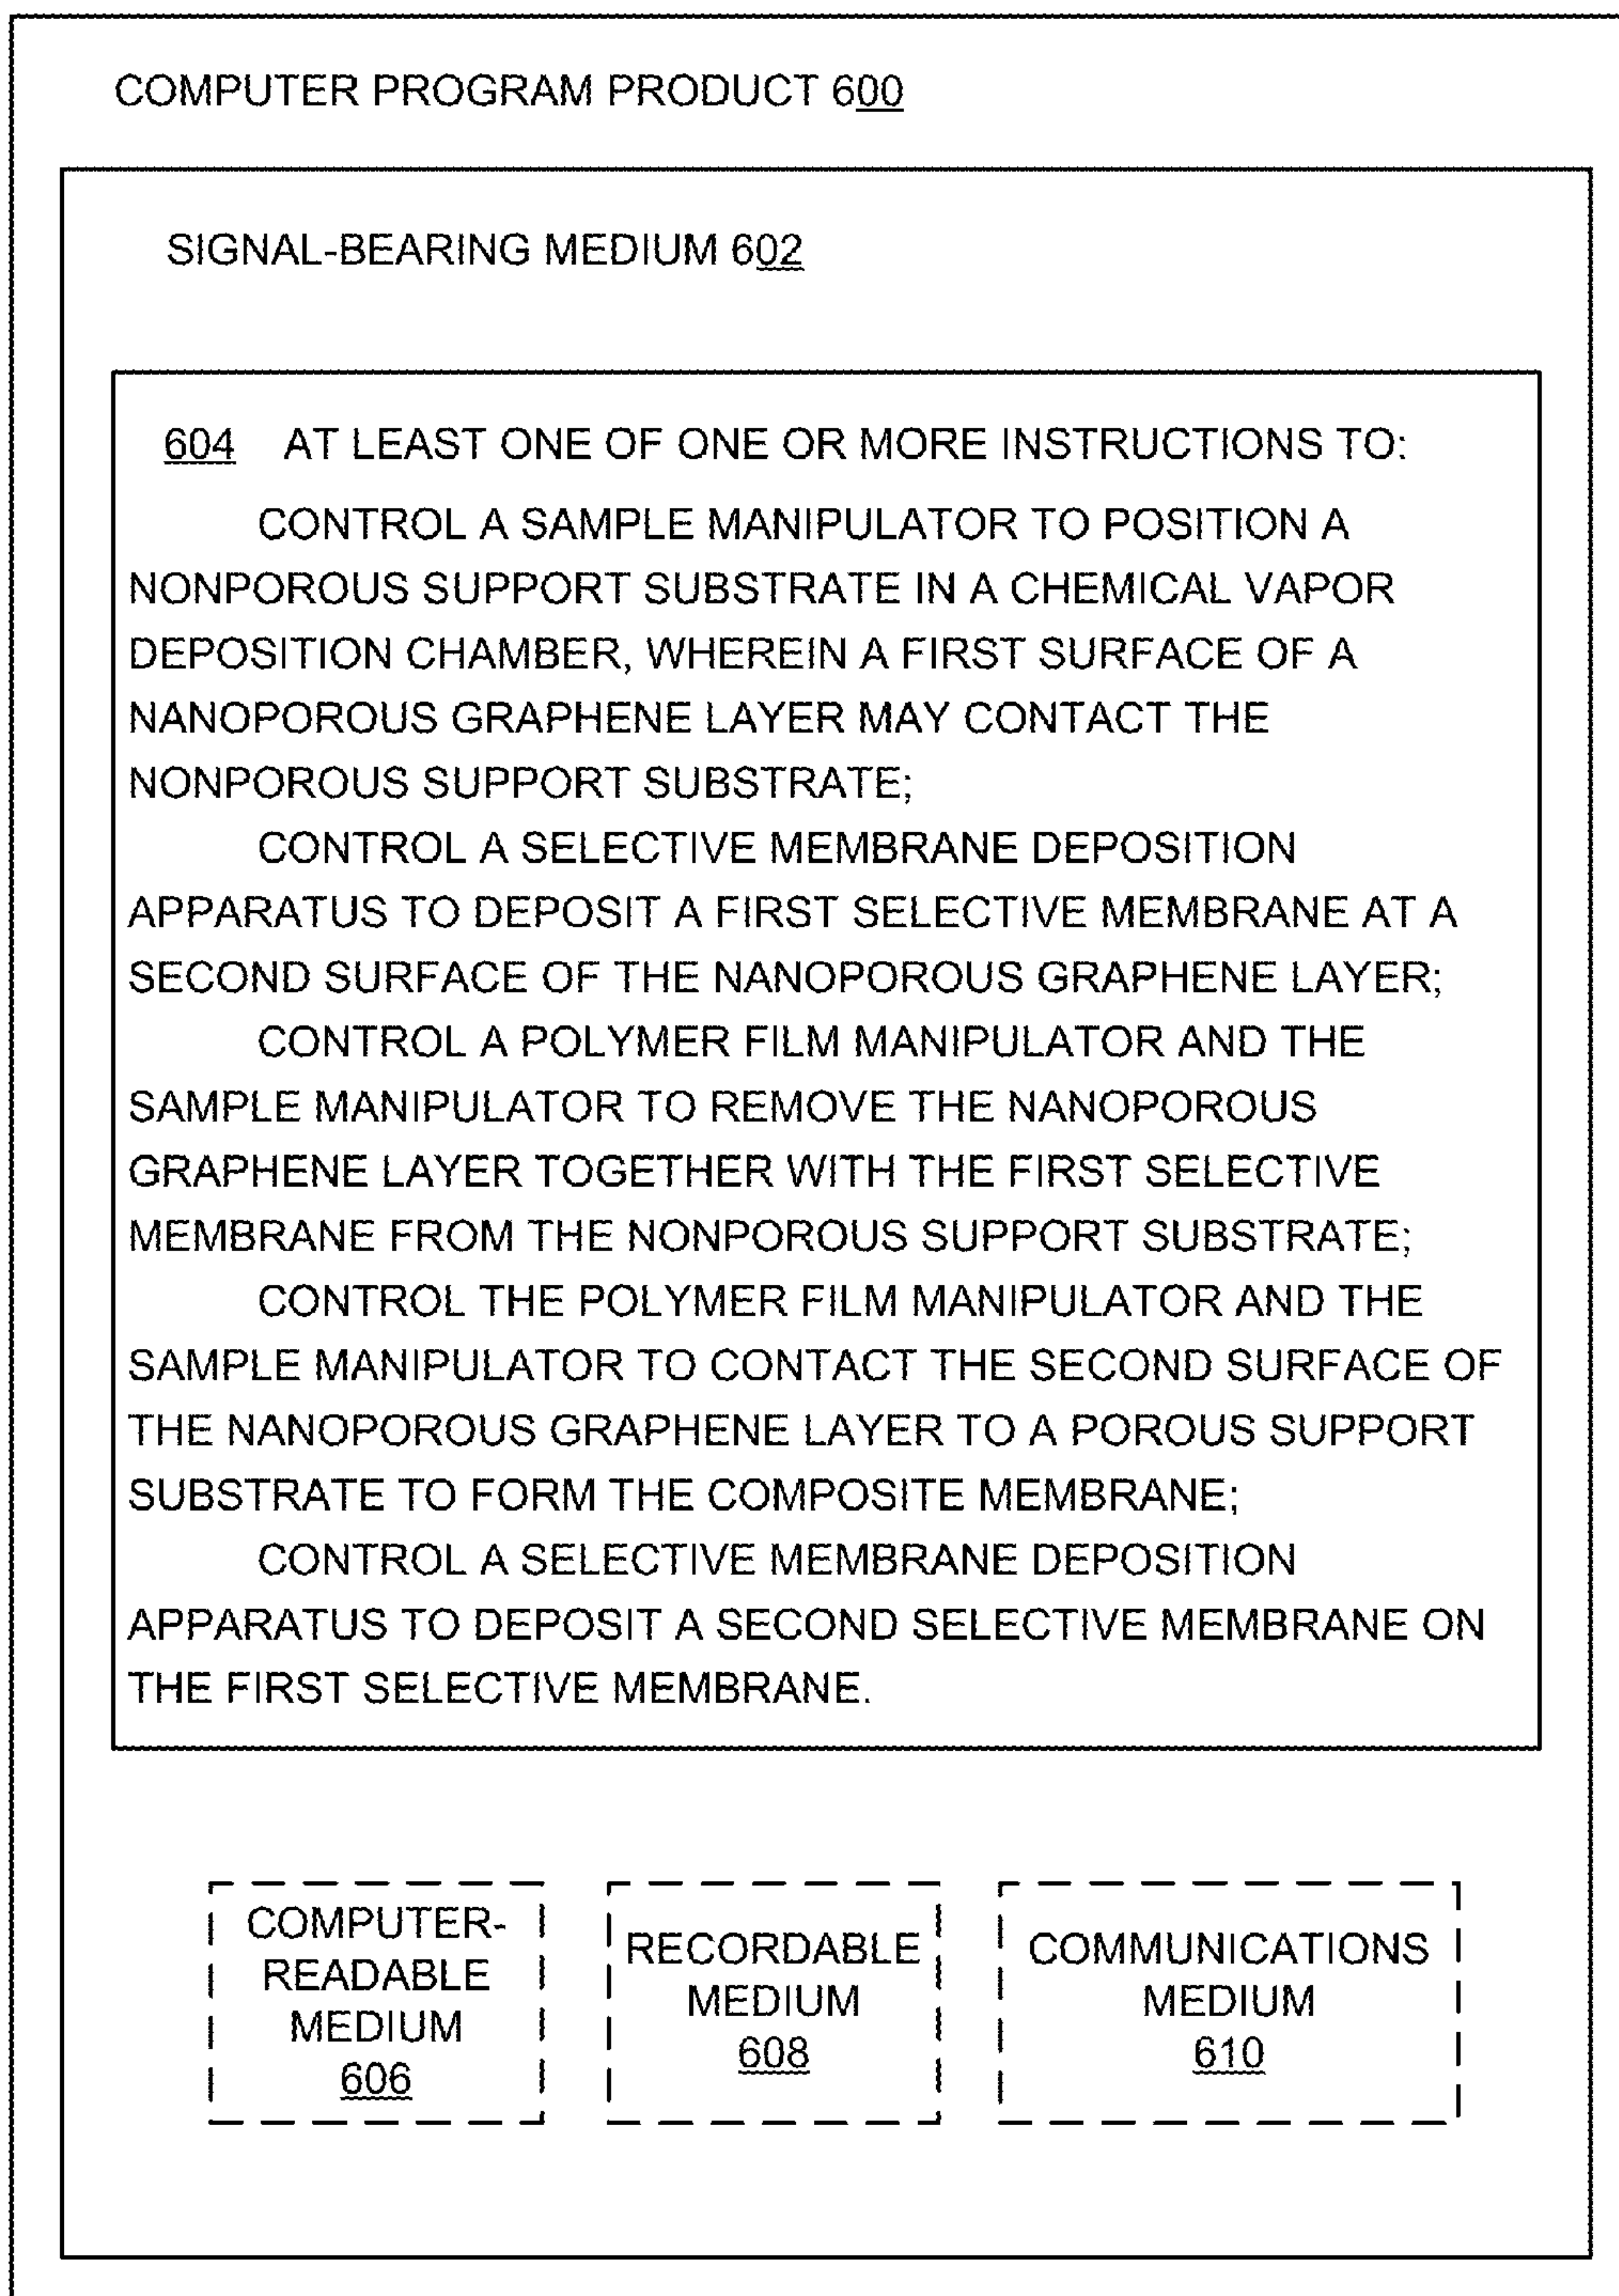 COMPUTER PROGRAM PRODUCT 600
SIGNAL-BEARING MEDIUM 602
604 AT LEAST ONE OF ONE OR MORE INSTRUCTIONS TO:
CONTROL A SAMPLE MANIPULATOR TO POSITION A
NONPOROUS SUPPORT SUBSTRATE IN A CHEMICAL VAPOR
DEPOSITION CHAMBER, WHEREIN A FIRST SURFACE OF A
NANOPOROUS GRAPHENE LAYER MAY CONTACT THE
NONPOROUS SUPPORT SUBSTRATE;
CONTROL A SELECTIVE MEMBRANE DEPOSITION
APPARATUS TO DEPOSIT A FIRST SELECTIVE MEMBRANE AT A
SECOND SURFACE OF THE NANOPOROUS GRAPHENE LAYER;
CONTROL A POLYMER FILM MANIPULATOR AND THE
SAMPLE MANIPULATOR TO REMOVE THE NANOPOROUS
GRAPHENE LAYER TOGETHER WITH THE FIRST SELECTIVE
MEMBRANE FROM THE NONPOROUS SUPPORT SUBSTRATE;
CONTROL THE POLYMER FILM MANIPULATOR AND THE
SAMPLE MANIPULATOR TO CONTACT THE SECOND SURFACE OF
THE NANOPOROUS GRAPHENE LAYER TO A POROUS SUPPORT
SUBSTRATE TO FORM THE COMPOSITE MEMBRANE;
CONTROL A SELECTIVE MEMBRANE DEPOSITION
APPARATUS TO DEPOSIT A SECOND SELECTIVE MEMBRANE ON
THE FIRST SELECTIVE MEMBRANE.
COMPUTER-
READABLE
MEDIUM
606
RECORDABLE
MEDIUM
608
COMMUNICATIONS
MEDIUM
610